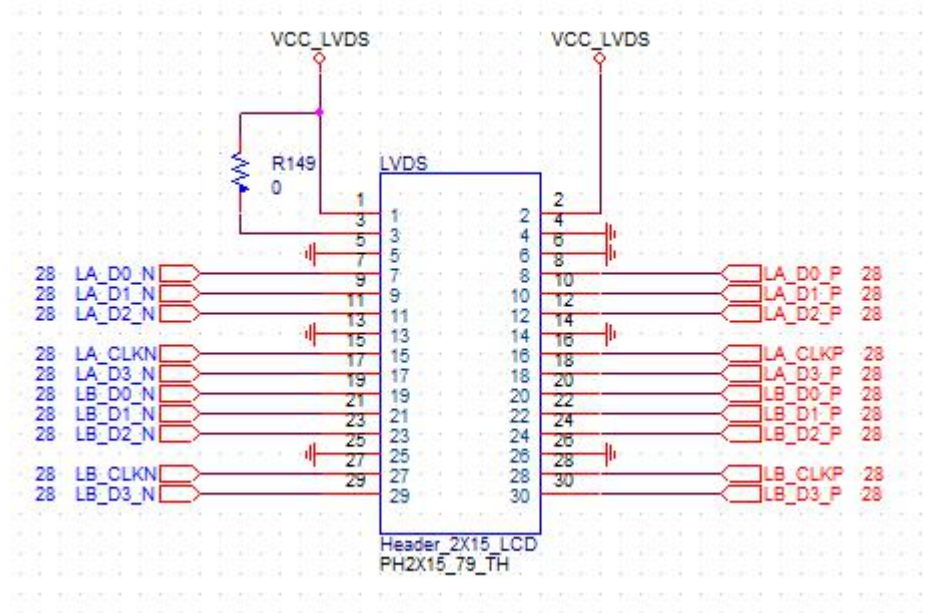 VCC_LVDS VCC_LVDS
R149 LVDS
0
1 2
1 2
3 4
3 4
5 6
5 6
7 8
28 LA_D0_N 7 8 LA_D0_P 28
9 10
28 LA_D1_N 9 10 LA_D1_P 28
11 12
28 LA_D2_N 11 12 LA_D2_P 28
13 14
13 14
15 16
28 LA_CLKN 15 16 LA_CLKP 28
17 18
28 LA_D3_N 17 18 LA_D3_P 28
19 20
28 LB_D0_N 19 20 LB_D0_P 28
21 22
28 LB_D1_N 21 22 LB_D1_P 28
23 24
28 LB_D2_N 23 24 LB_D2_P 28
25 26
25 26
27 28
28 LB_CLKN 27 28 LB_CLKP 28
29 30
28 LB_D3_N 29 30 LB_D3_P 28
Header_2X15_LCD
PH2X15_79_TH